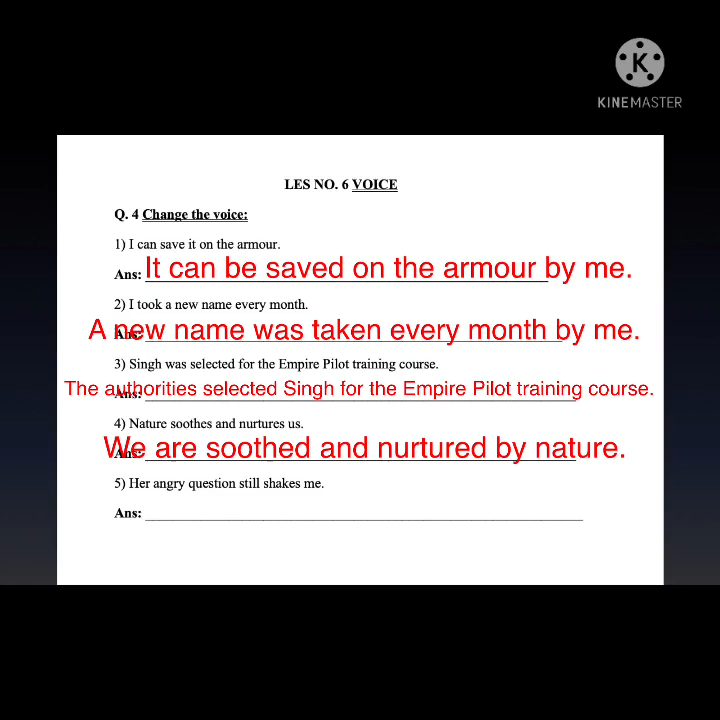 KINEMASTER
LES NO. 6 VOICE
Q. 4 Change the voice:
1) I can save it on the armour.
Ans: It can be saved on the armour by me.
2) I took a new name every month.
Ans: A new name was taken every month by me.
3) Singh was selected for the Empire Pilot training course.
Ans: The authorities selected Singh for the Empire Pilot training course.
4) Nature soothes and nurtures us.
Ans: We are soothed and nurtured by nature.
5) Her angry question still shakes me.
Ans: